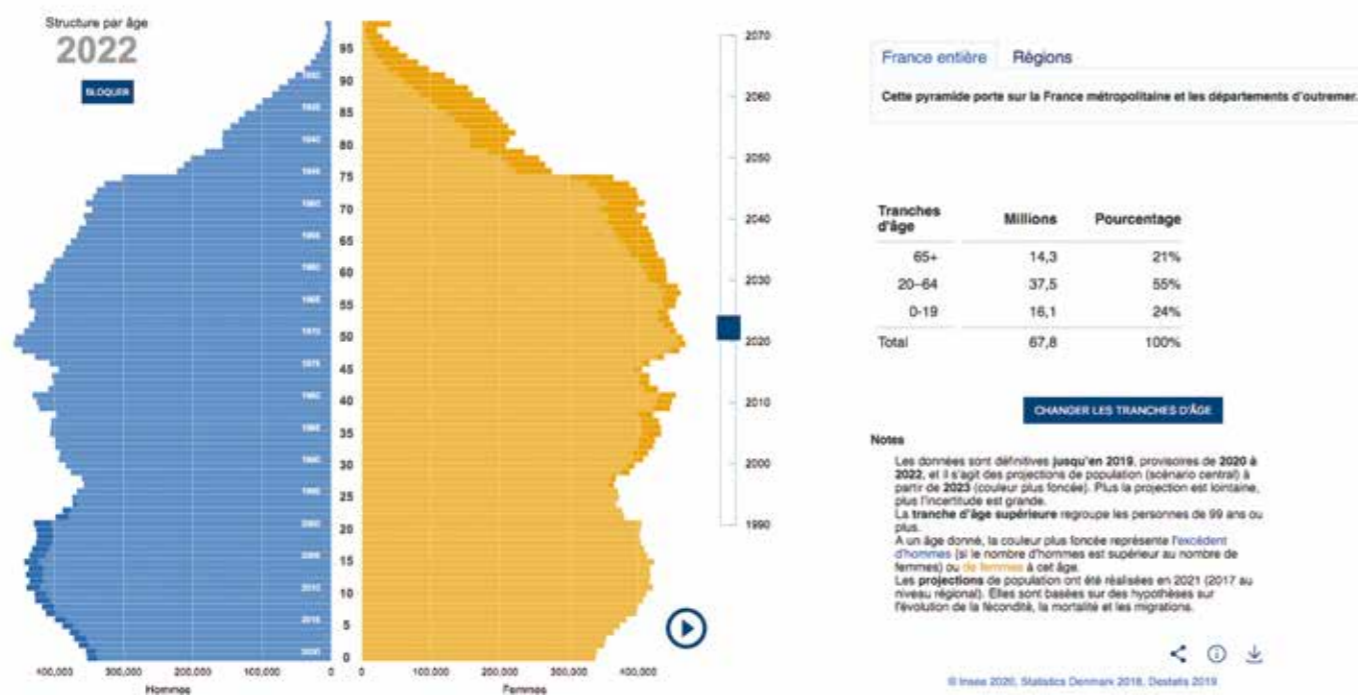 Structure par âge
2022
BLOQUER
95
90
85
80
75
70
65
60
55
50
45
40
35
30
25
20
15
10
5
0
400,000 300,000 200,000 100,000 0
Hommes
0 100,000 200,000 300,000 400,000
Femmes
2070
2060
2050
2040
2030
2020
2010
2000
1990
France entière Régions
Cette pyramide porte sur la France métropolitaine et les départements d'outremer.
Tranches d'âge Millions Pourcentage
65+ 14,3 21%
20–64 37,5 55%
0-19 16,1 24%
Total 67,8 100%
CHANGER LES TRANCHES D'ÂGE
Notes
Les données sont définitives jusqu'en 2019, provisoires de 2020 à
2022, et il s'agit des projections de population (scénario central) à
partir de 2023 (couleur plus foncée). Plus la projection est lointaine,
plus l'incertitude est grande.
La tranche d'âge supérieure regroupe les personnes de 99 ans ou
plus.
A un âge donné, la couleur plus foncée représente l'excédent
d'hommes (si le nombre d'hommes est supérieur au nombre de
femmes) ou de femmes à cet âge.
Les projections de population ont été réalisées en 2021 (2017 au
niveau régional). Elles sont basées sur des hypothèses sur
l'évolution de la fécondité, la mortalité et les migrations.
© Insee 2020, Statistics Denmark 2018, Destatis 2019